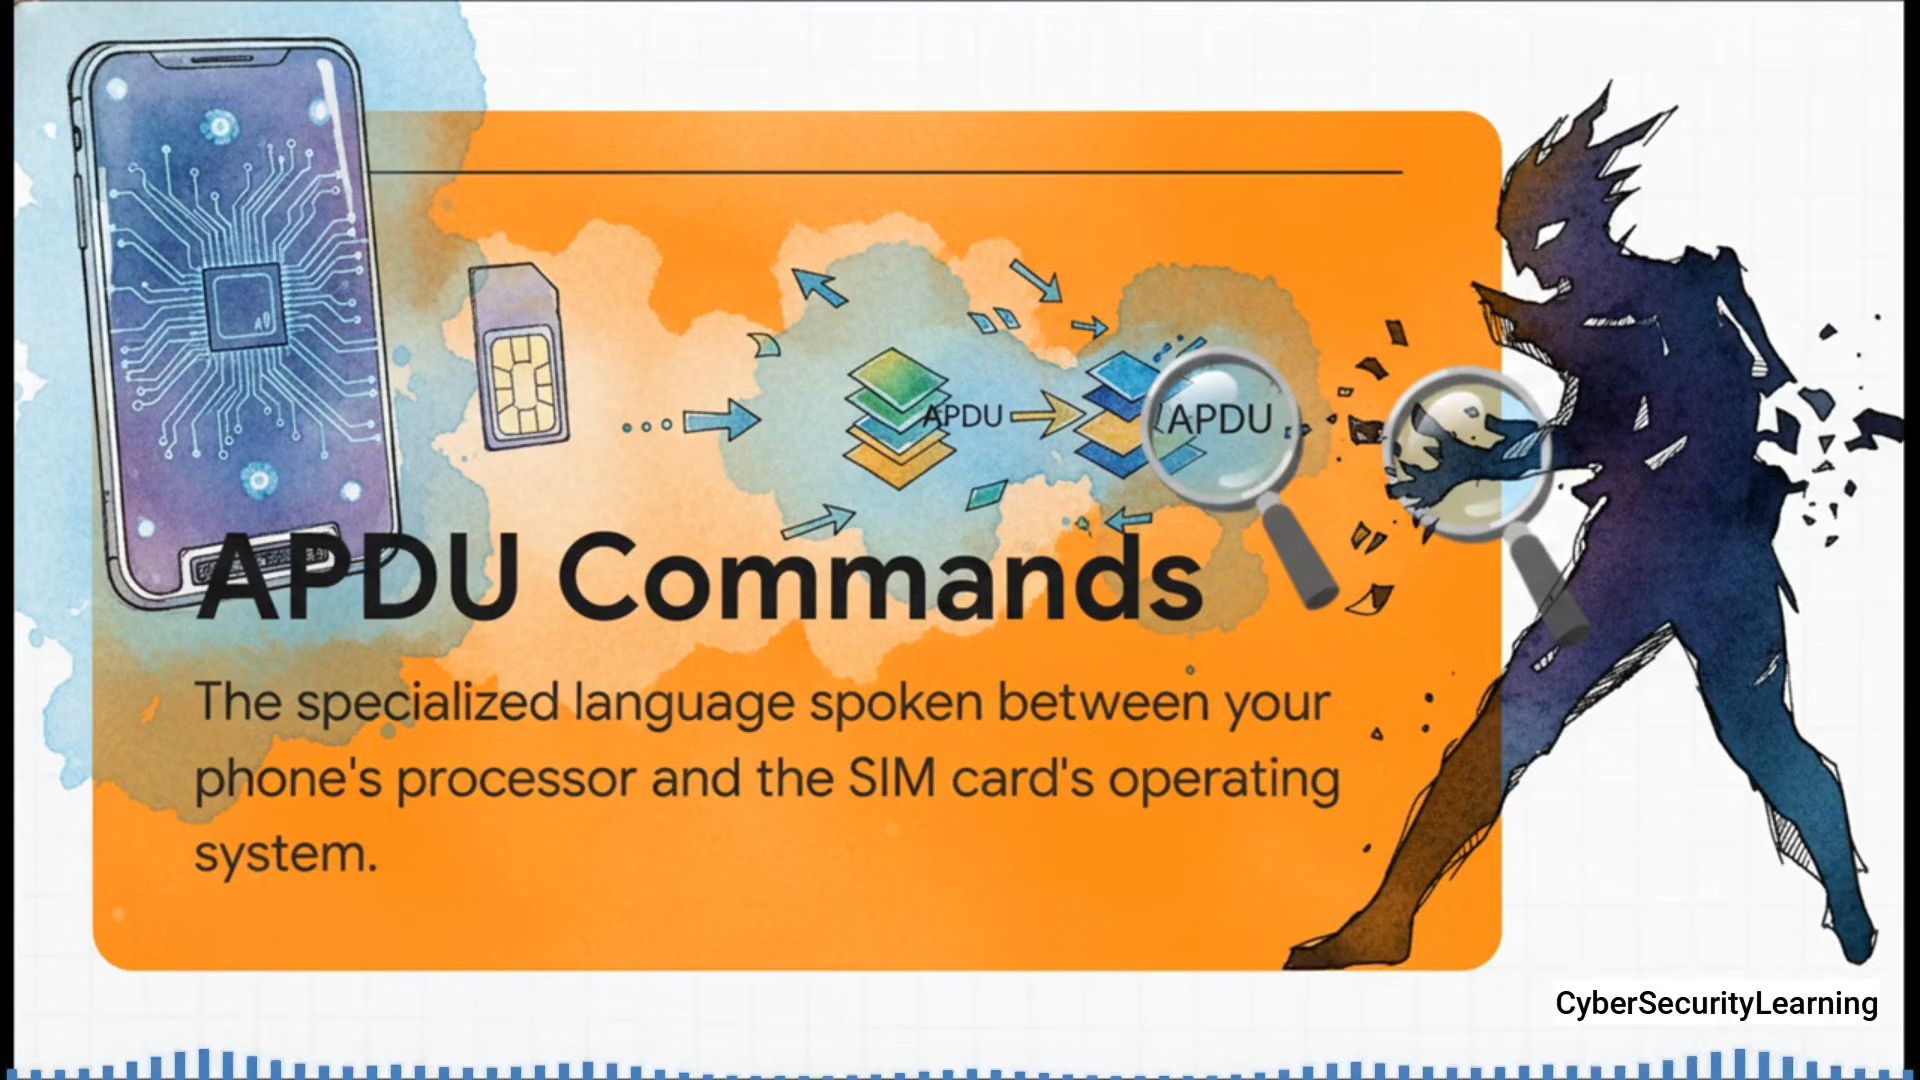 APDU
APDU
APDU Commands
The specialized language spoken between your
phone's processor and the SIM card's operating
system.
CyberSecurityLearning